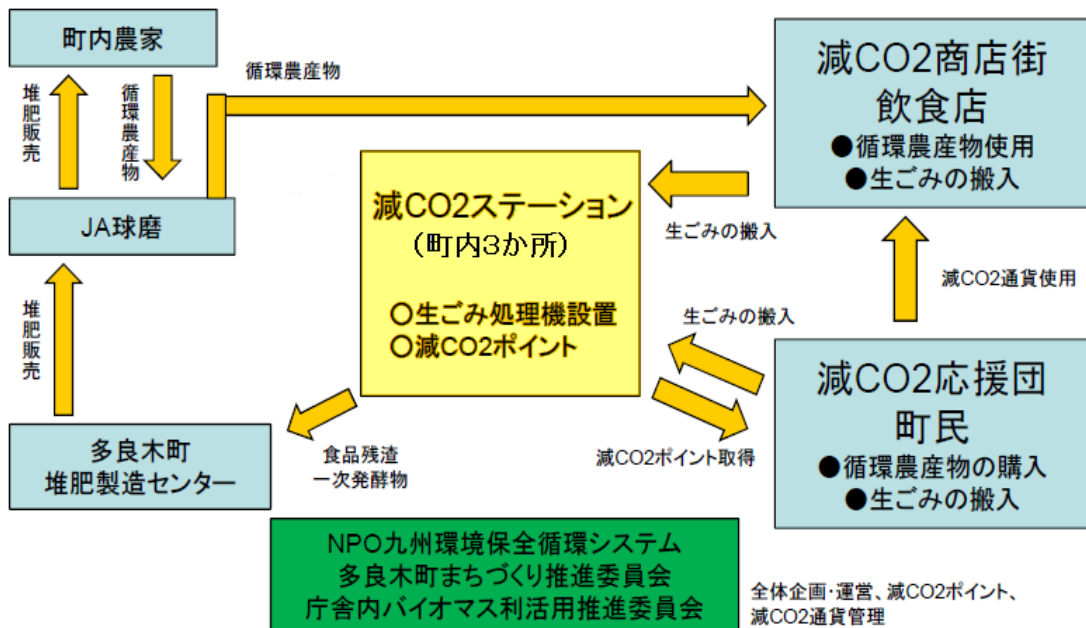 町内農家
堆肥販売
循環農産物
循環農産物
JA球磨
堆肥販売
多良木町
堆肥製造センター
減CO2ステーション
(町内3か所)
○生ごみ処理機設置
○減CO2ポイント
食品残渣
一次発酵物
減CO2商店街
飲食店
●循環農産物使用
●生ごみの搬入
生ごみの搬入
減CO2通貨使用
生ごみの搬入
減CO2ポイント取得
減CO2応援団
町民
●循環農産物の購入
●生ごみの搬入
NPO九州環境保全循環システム
多良木町まちづくり推進委員会
庁舎内バイオマス利活用推進委員会
全体企画・運営、減CO2ポイント、
減CO2通貨管理